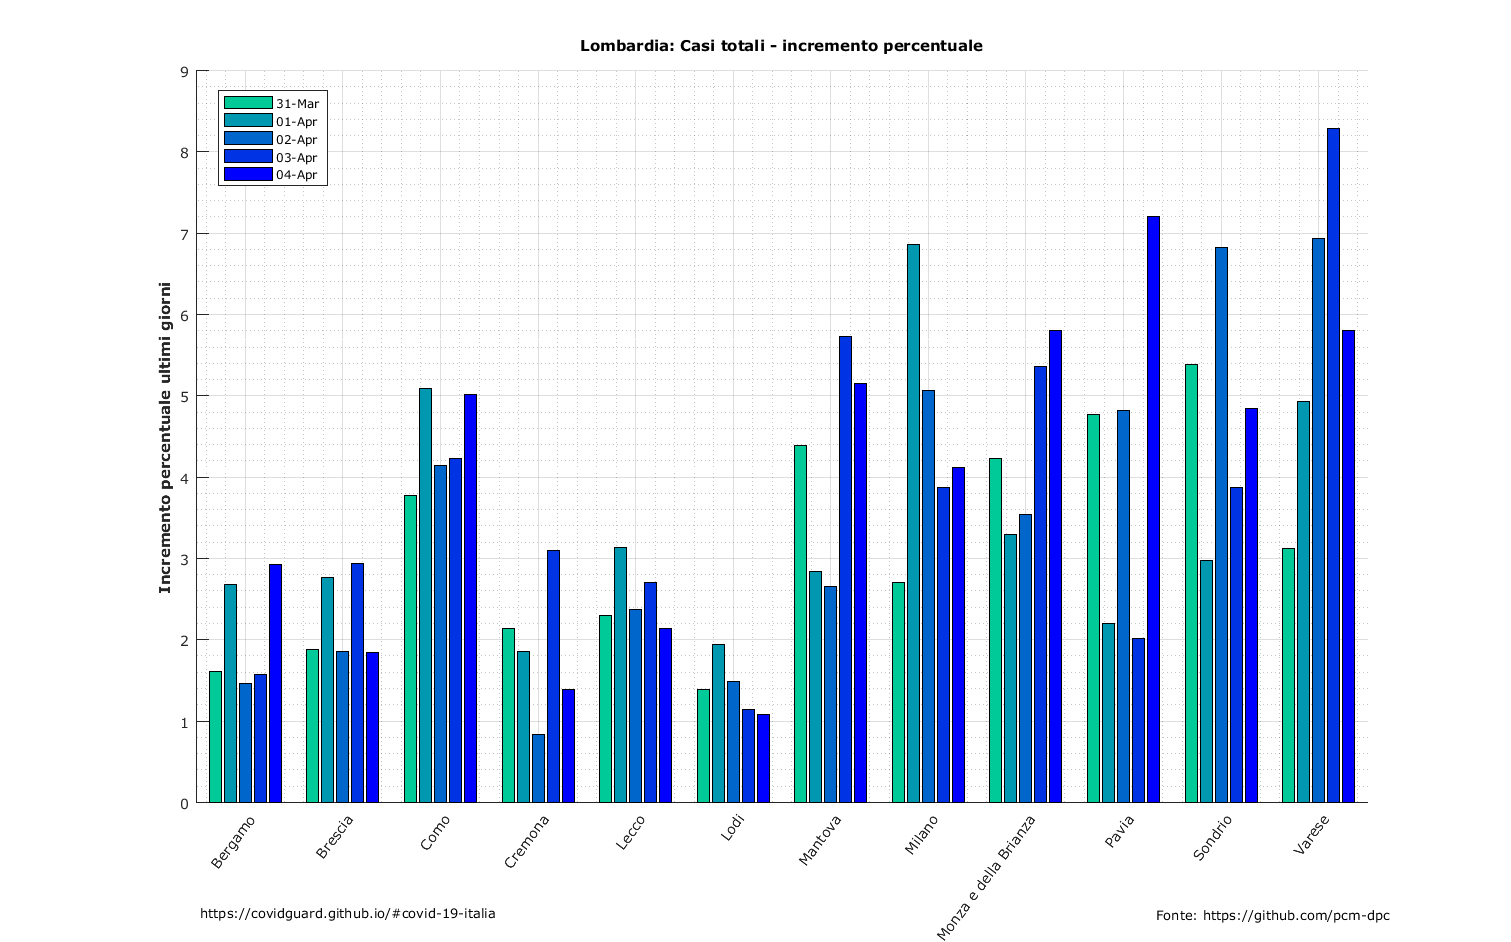 Lombardia: Casi totali - incremento percentuale
Incremento percentuale ultimi giorni
9
8
7
6
5
4
3
2
1
0
31-Mar
01-Apr
02-Apr
03-Apr
04-Apr
Bergamo
Brescia
Como
Cremona
Lecco
Lodi
Mantova
Milano
Monza e della Brianza
Pavia
Sondrio
Varese
https://covidguard.github.io/#covid-19-italia
Fonte: https://github.com/pcm-dpc